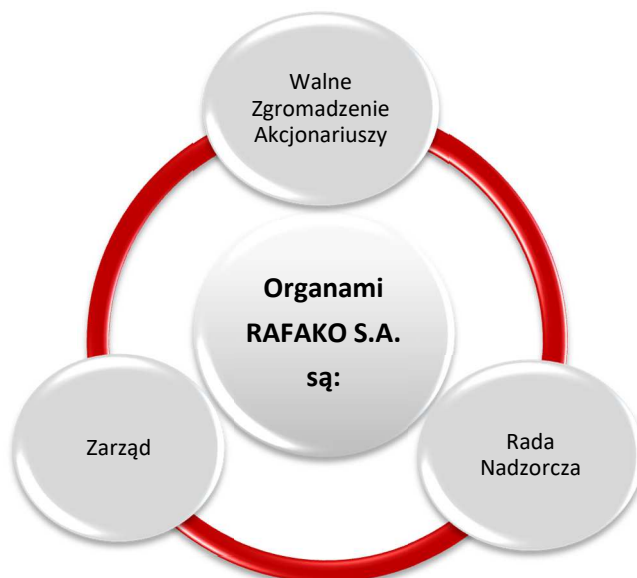 Walne
Zgromadzenie
Akcjonariuszy
Organami
RAFAKO S.A.
są:
Zarząd
Rada
Nadzorcza